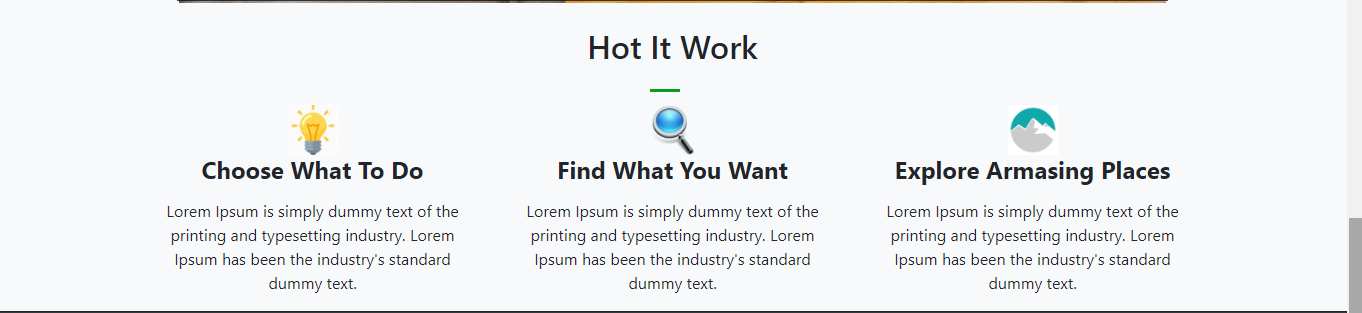 Hot It Work
Choose What To Do
Lorem Ipsum is simply dummy text of the
printing and typesetting industry. Lorem
Ipsum has been the industry's standard
dummy text.
Find What You Want
Lorem Ipsum is simply dummy text of the
printing and typesetting industry. Lorem
Ipsum has been the industry's standard
dummy text.
Explore Armasing Places
Lorem Ipsum is simply dummy text of the
printing and typesetting industry. Lorem
Ipsum has been the industry's standard
dummy text.